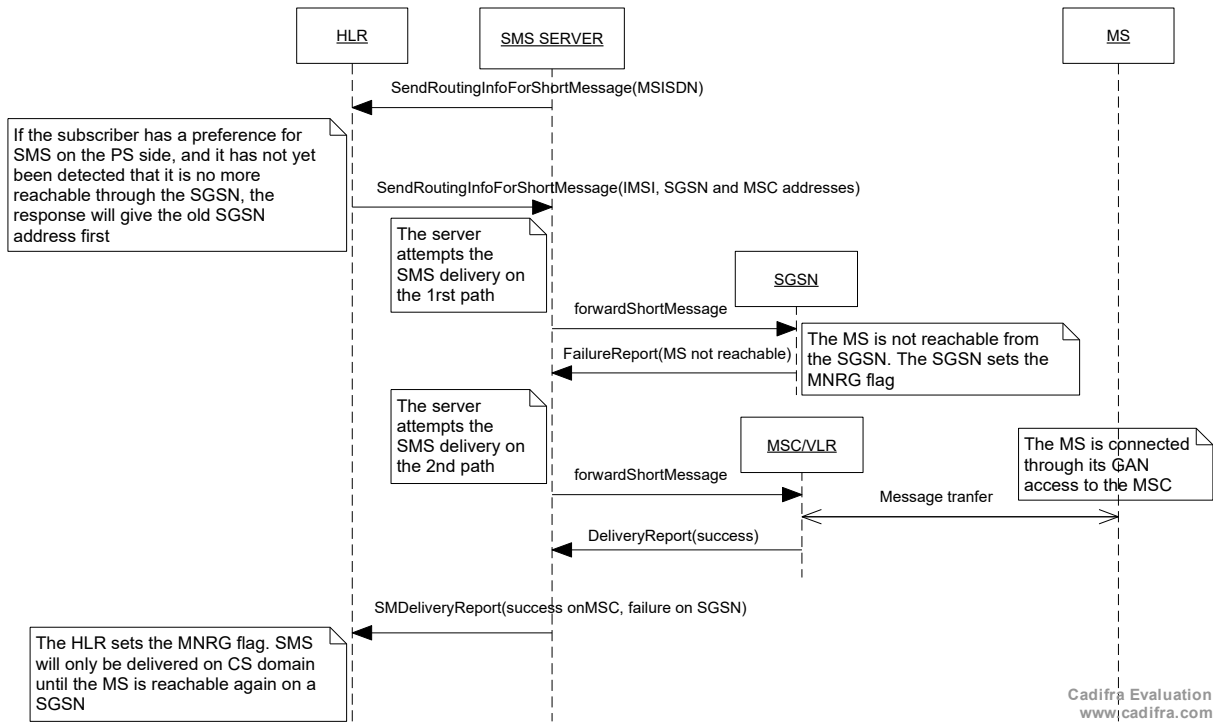 HLR
SMS SERVER
MS
SendRoutingInfoForShortMessage(MSISDN)
If the subscriber has a preference for
SMS on the PS side, and it has not yet
been detected that it is no more
reachable through the SGSN, the
response will give the old SGSN
address first
SendRoutingInfoForShortMessage(IMSI, SGSN and MSC addresses)
The server
attempts the
SMS delivery on
the 1rst path
SGSN
forwardShortMessage
The MS is not reachable from
the SGSN. The SGSN sets the
MNRG flag
FailureReport(MS not reachable)
The server
attempts the
SMS delivery on
the 2nd path
MSC/VLR
The MS is connected
through its GAN
access to the MSC
forwardShortMessage
Message tranfer
DeliveryReport(success)
SMDeliveryReport(success onMSC, failure on SGSN)
The HLR sets the MNRG flag. SMS
will only be delivered on CS domain
until the MS is reachable again on a
SGSN
Cadifra Evaluation
www.cadifra.com